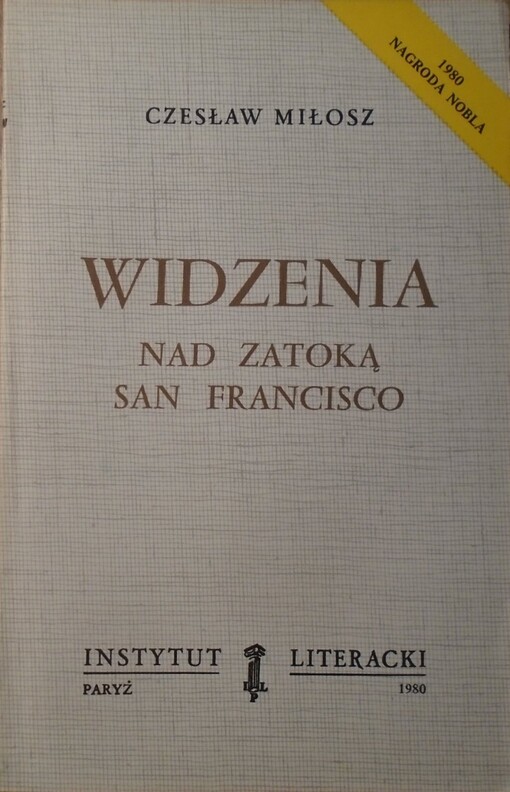 1980
NAGRODA NOBLA
CZESŁAW MIŁOSZ
WIDZENIA
NAD ZATOKĄ
SAN FRANCISCO
INSTYTUT LITERACKI
PARYŻ 1980
I L
P